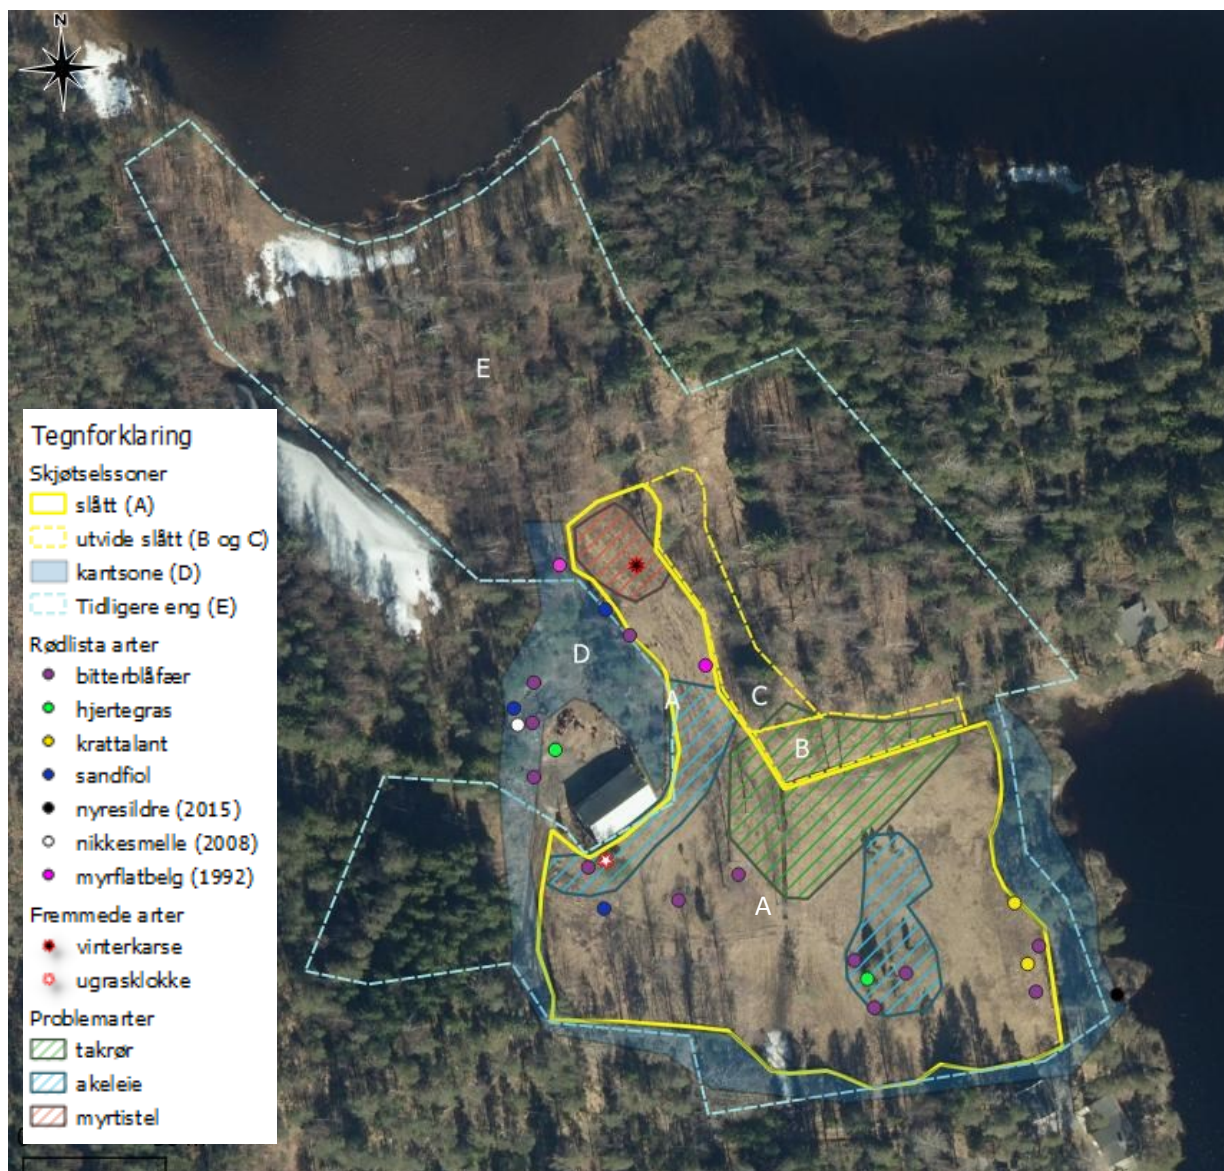 N
E
Tegnforklaring
Skjøtselssoner
slått (A)
utvide slått (B og C)
kantsone (D)
Tidligere eng (E)
Rødlista arter
bitterblåfær
hjertegras
krattalant
sandfiol
nyresildre (2015)
nikkesmelle (2008)
myrflatbelg (1992)
Fremmede arter
vinterkarse
ugrasklokke
Problemarter
takrør
akeleie
myrtistel
D
A
C
B
A